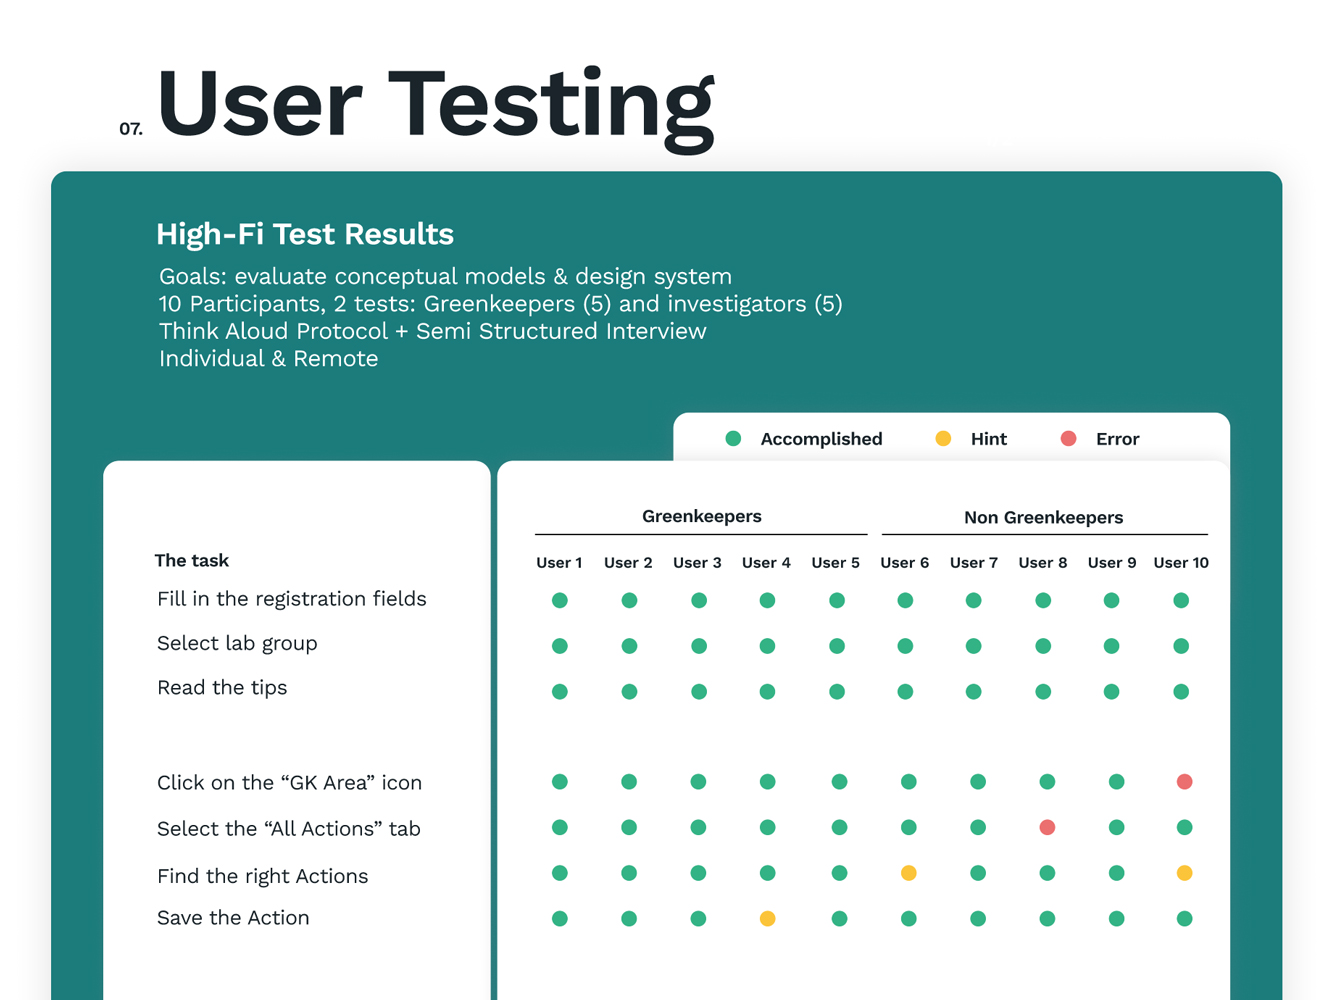 07. User Testing
High-Fi Test Results
Goals: evaluate conceptual models & design system
10 Participants, 2 tests: Greenkeepers (5) and investigators (5)
Think Aloud Protocol + Semi Structured Interview
Individual & Remote
Accomplished Hint Error
Greenkeepers Non Greenkeepers
The task User 1 User 2 User 3 User 4 User 5 User 6 User 7 User 8 User 9 User 10
Fill in the registration fields
Select lab group
Read the tips
Click on the “GK Area” icon
Select the “All Actions” tab
Find the right Actions
Save the Action